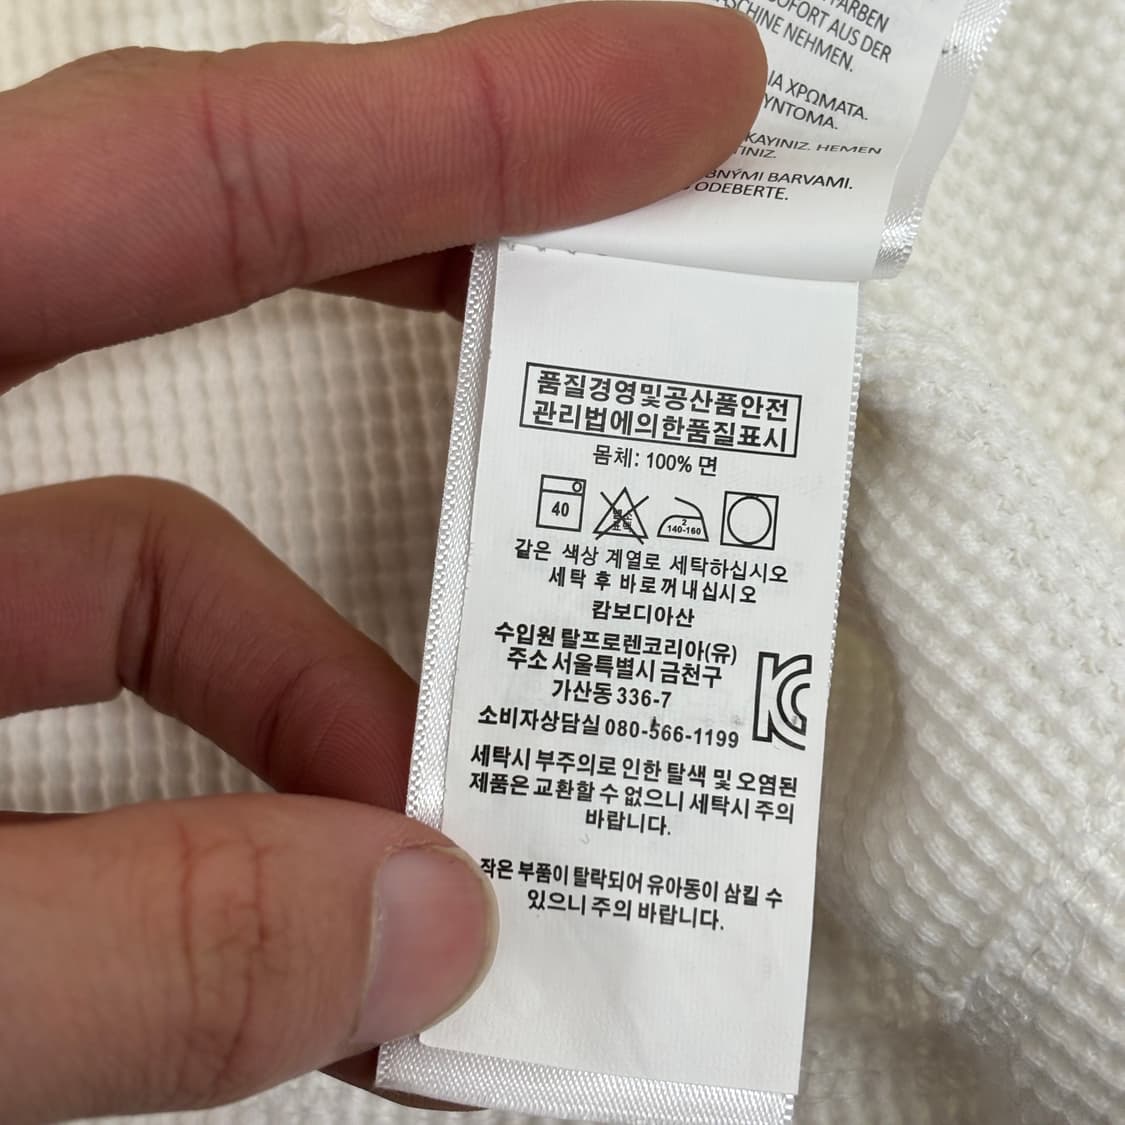 FARBEN
SOFORT AUS DER
NEHMEN.
ΧΡΩΜΑΤΑ.
HEMEN
BARVAMI.
ODEBERTE.
품질경영및공산품안전
관리법에의한품질표시
몸체: 100% 면
40
염소
표백
2
140-160
같은 색상 계열로 세탁하십시오
세탁 후 바로꺼내십시오
캄보디아산
수입원 탈프로렌코리아(유)
주소 서울특별시 금천구
가산동 336-7
소비자상담실 080-566-1199
세탁시 부주의로 인한 탈색 및 오염된
제품은 교환할 수 없으니 세탁시 주의
바랍니다.
작은 부품이 탈락되어 유아동이 삼킬 수
있으니 주의 바랍니다.